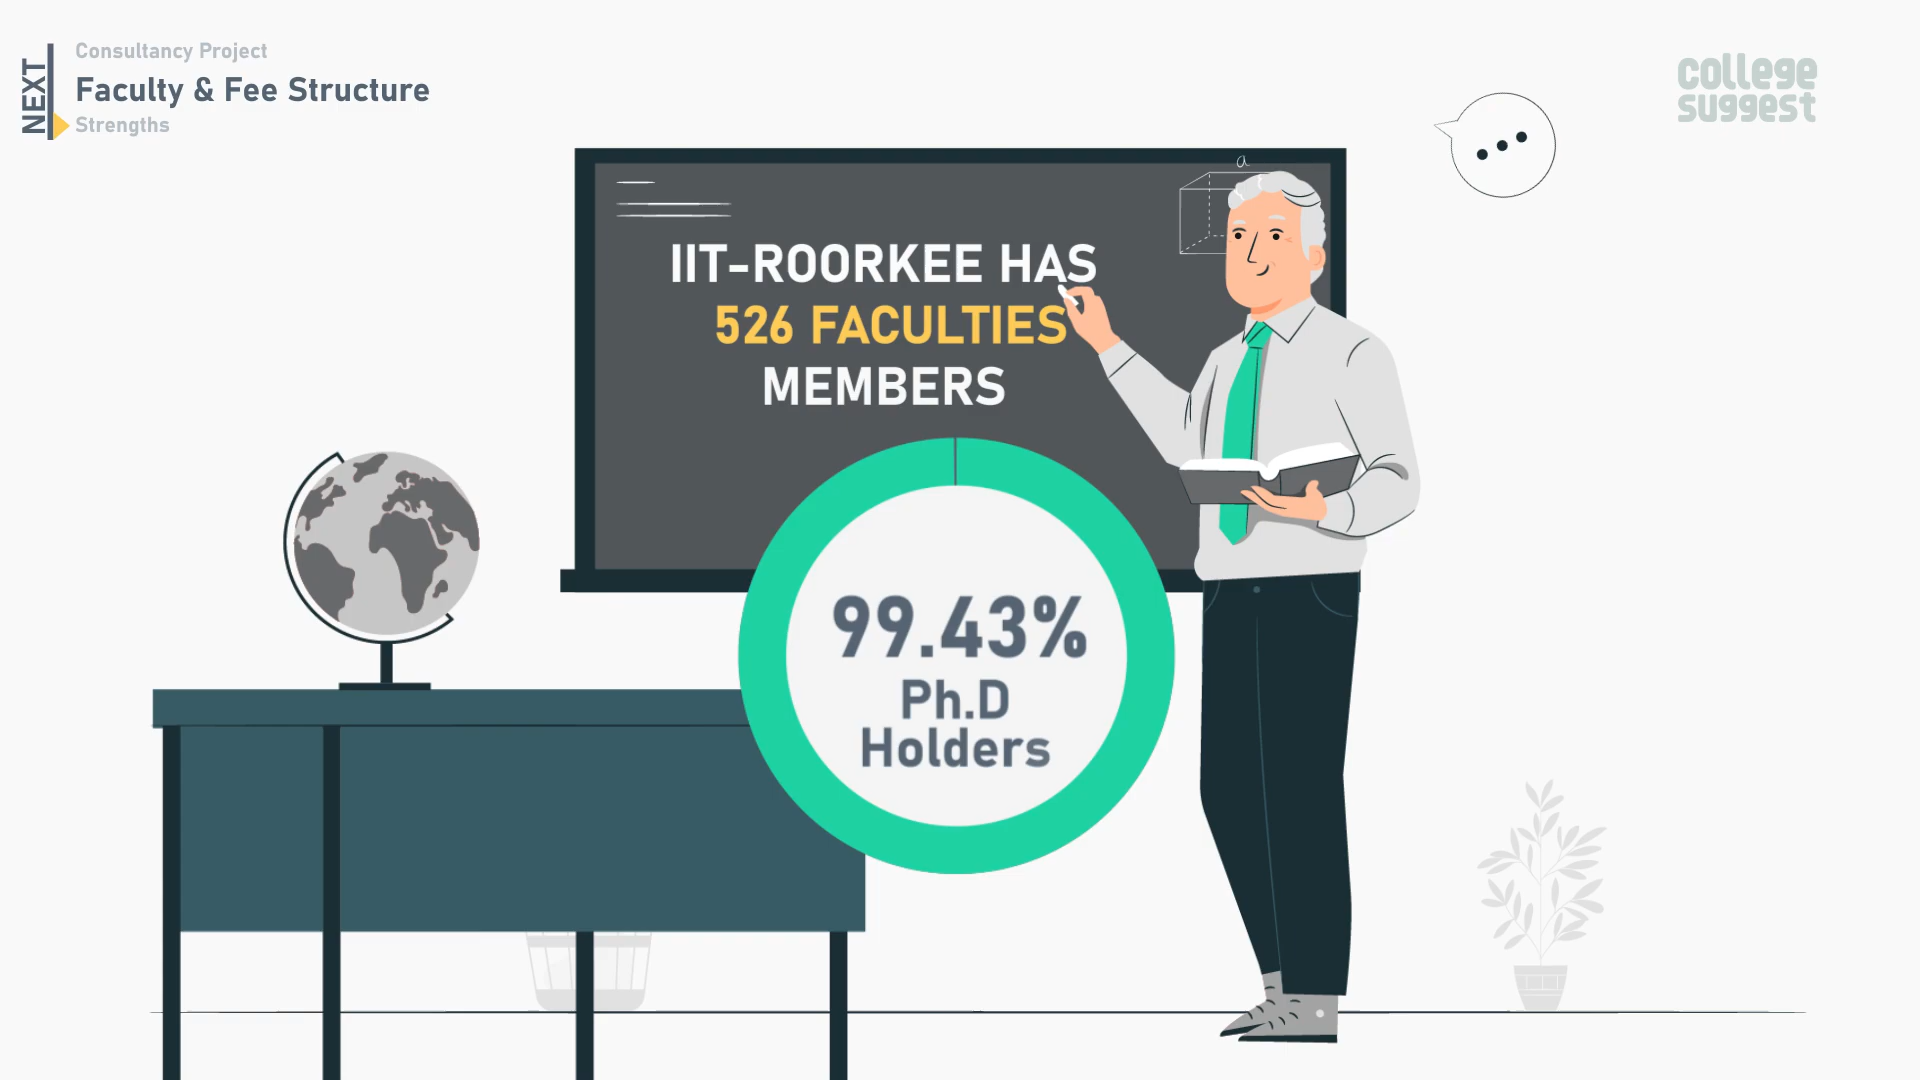 NEXT
Consultancy Project
Faculty & Fee Structure
Strengths
college
suggest
a
IIT-ROORKEE HAS
526 FACULTIES
MEMBERS
99.43%
Ph.D
Holders